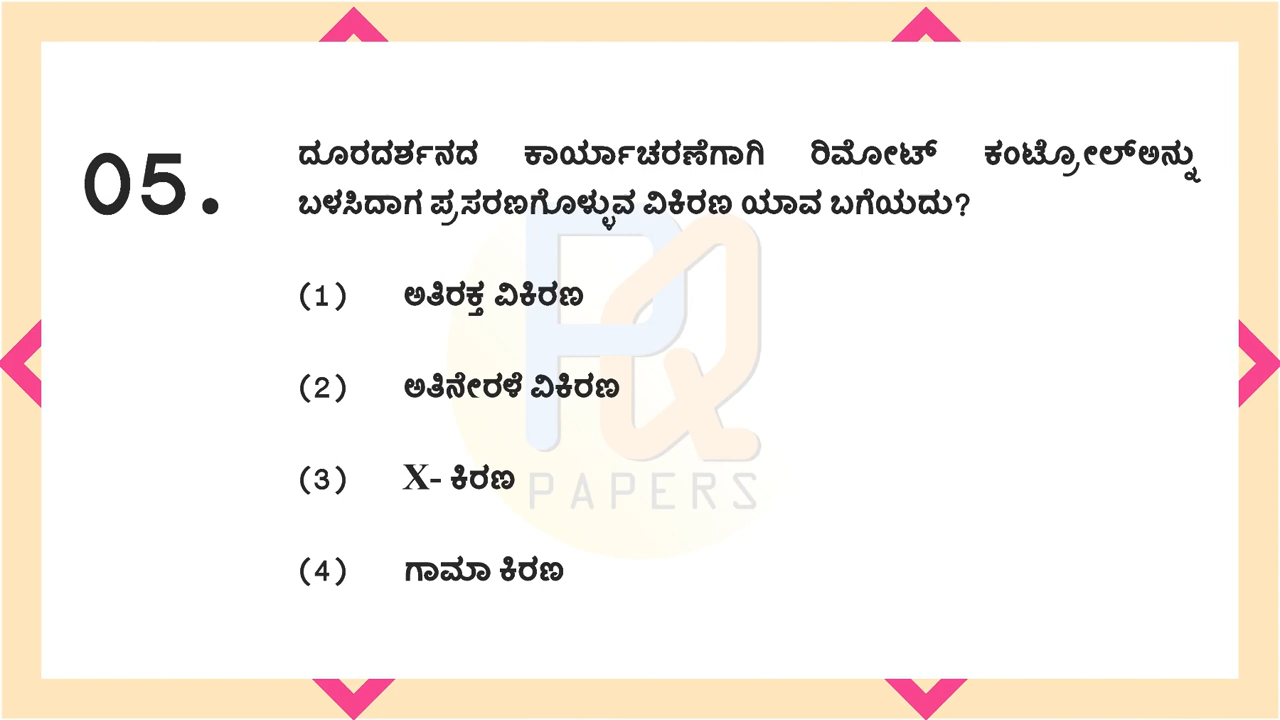 05.
ದೂರದರ್ಶನದ ಕಾರ್ಯಾಚರಣೆಗಾಗಿ ರಿಮೋಟ್ ಕಂಟ್ರೋಲ್‌ಅನ್ನು
ಬಳಸಿದಾಗ ಪ್ರಸರಣಗೊಳ್ಳುವ ವಿಕಿರಣ ಯಾವ ಬಗೆಯದು?
(1) ಅತಿರಕ್ತ ವಿಕಿರಣ
(2) ಅತಿನೇರಳೆ ವಿಕಿರಣ
(3) X- ಕಿರಣ
(4) ಗಾಮಾ ಕಿರಣ
PQ
PAPERS